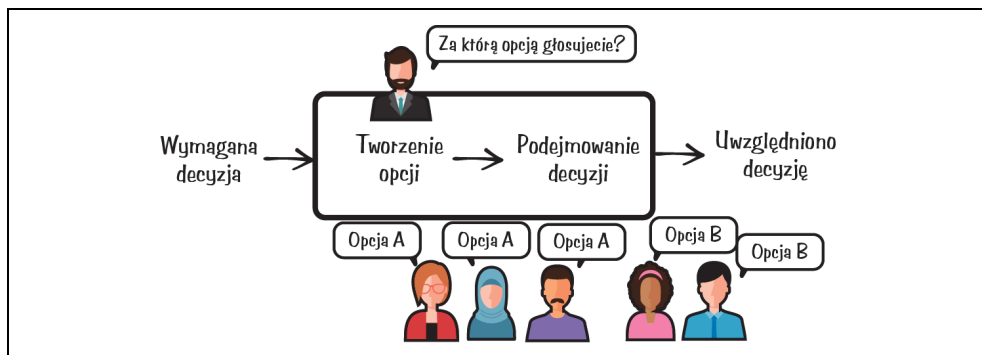 Za którą opcją głosujecie?
Wymagana
decyzja
Tworzenie
opcji
Podejmowanie
decyzji
Uwzględniono
decyzję
Opcja A
Opcja A
Opcja A
Opcja B
Opcja B